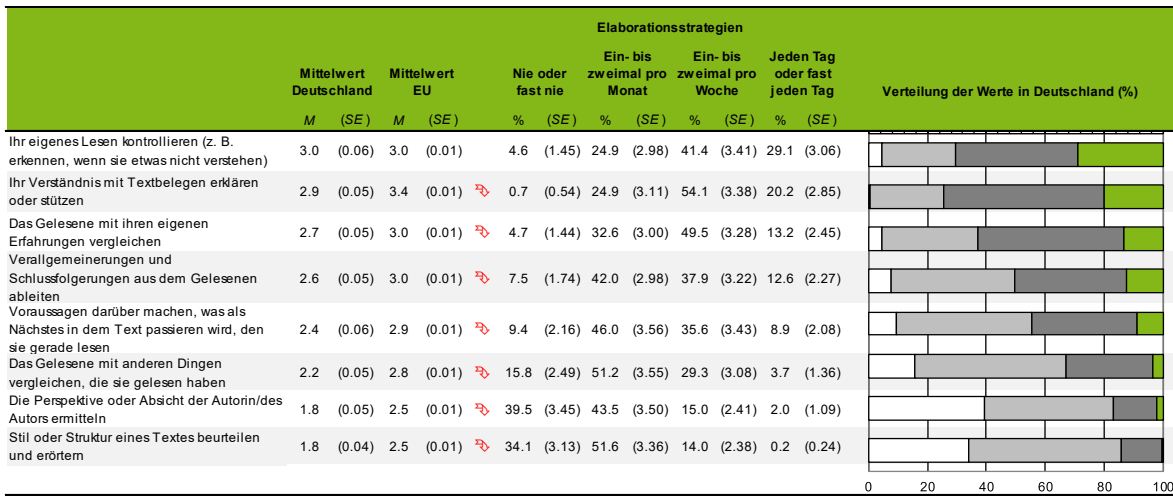 Elaborationsstrategien
Mittelwert Deutschland
Mittelwert EU
Nie oder fast nie
Ein- bis zweimal pro Monat
Ein- bis zweimal pro Woche
Jeden Tag oder fast jeden Tag
Verteilung der Werte in Deutschland (%)
M (SE) M (SE) % (SE) % (SE) % (SE) % (SE)
Ihr eigenes Lesen kontrollieren (z. B.
erkennen, wenn sie etwas nicht verstehen)
3.0 (0.06) 3.0 (0.01) 4.6 (1.45) 24.9 (2.98) 41.4 (3.41) 29.1 (3.06)
Ihr Verständnis mit Textbelegen erklären
oder stützen
2.9 (0.05) 3.4 (0.01) 0.7 (0.54) 24.9 (3.11) 54.1 (3.38) 20.2 (2.85)
Das Gelesene mit ihren eigenen
Erfahrungen vergleichen
2.7 (0.05) 3.0 (0.01) 4.7 (1.44) 32.6 (3.00) 49.5 (3.28) 13.2 (2.45)
Verallgemeinerungen und
Schlussfolgerungen aus dem Gelesenen
ableiten
2.6 (0.05) 3.0 (0.01) 7.5 (1.74) 42.0 (2.98) 37.9 (3.22) 12.6 (2.27)
Voraussagen darüber machen, was als
Nächstes in dem Text passieren wird, den
sie gerade lesen
2.4 (0.06) 2.9 (0.01) 9.4 (2.16) 46.0 (3.56) 35.6 (3.43) 8.9 (2.08)
Das Gelesene mit anderen Dingen
vergleichen, die sie gelesen haben
2.2 (0.05) 2.8 (0.01) 15.8 (2.49) 51.2 (3.55) 29.3 (3.08) 3.7 (1.36)
Die Perspektive oder Absicht der Autorin/des
Autors ermitteln
1.8 (0.05) 2.5 (0.01) 39.5 (3.45) 43.5 (3.50) 15.0 (2.41) 2.0 (1.09)
Stil oder Struktur eines Textes beurteilen
und erörtern
1.8 (0.04) 2.5 (0.01) 34.1 (3.13) 51.6 (3.36) 14.0 (2.38) 0.2 (0.24)
0 20 40 60 80 100